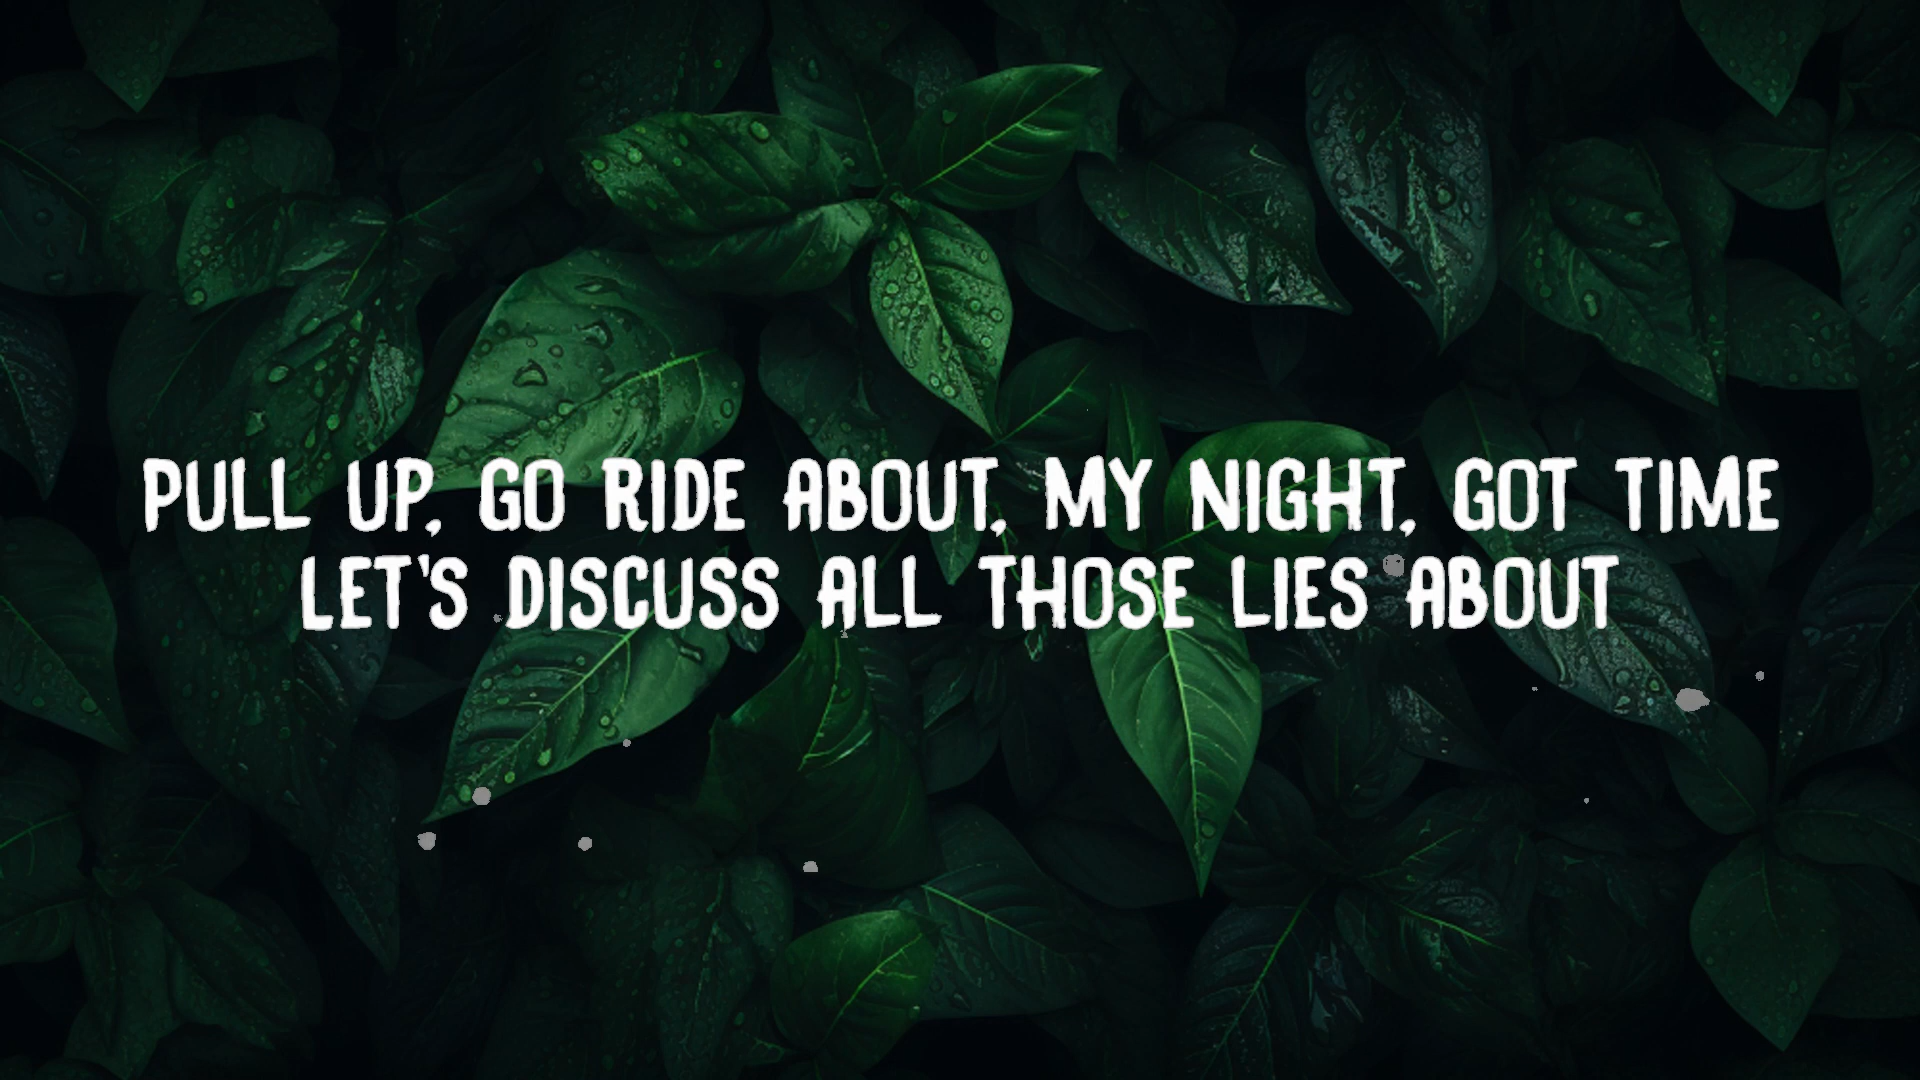 PULL UP, GO RIDE ABOUT, MY NIGHT, GOT TIME
LET'S DISCUSS ALL THOSE LIES ABOUT